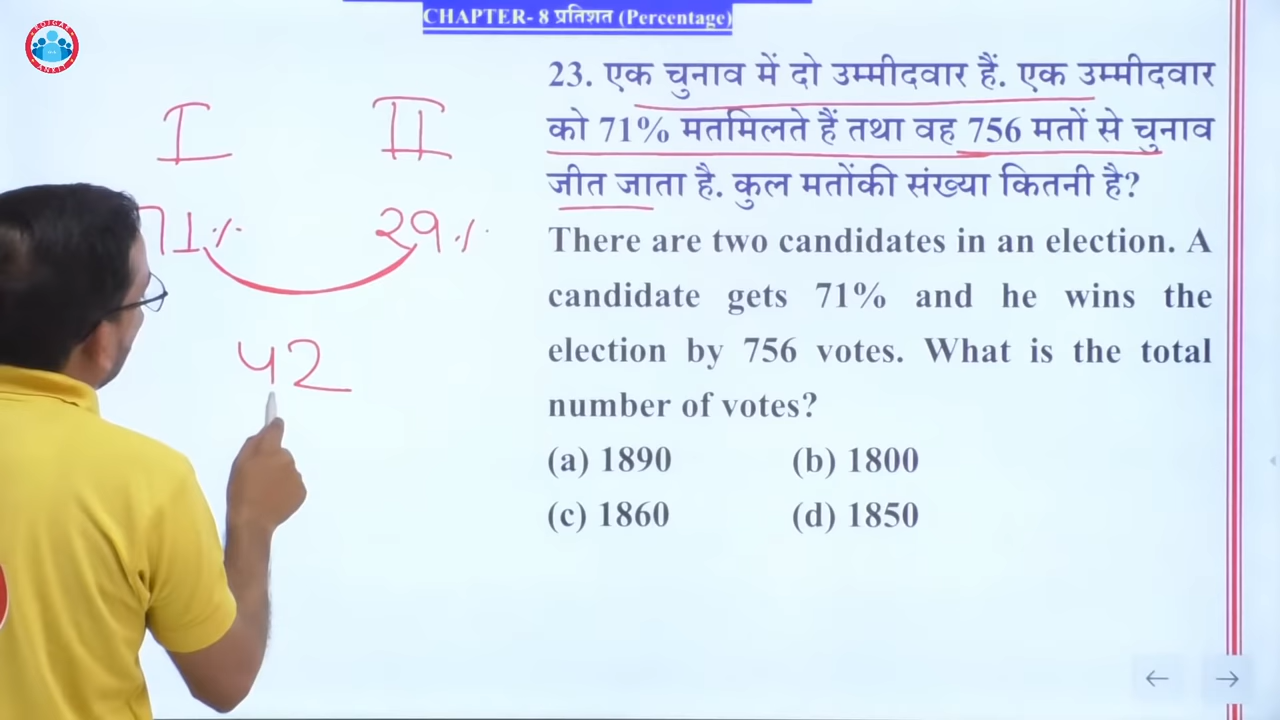 CHAPTER- 8 प्रतिशत (Percentage)
ROJGAR
ANKIT
I II
71% 29%
42
23. एक चुनाव में दो उम्मीदवार हैं. एक उम्मीदवार
को 71% मतमिलते हैं तथा वह 756 मतों से चुनाव
जीत जाता है. कुल मतोंकी संख्या कितनी है?
There are two candidates in an election. A
candidate gets 71% and he wins the
election by 756 votes. What is the total
number of votes?
(a) 1890 (b) 1800
(c) 1860 (d) 1850